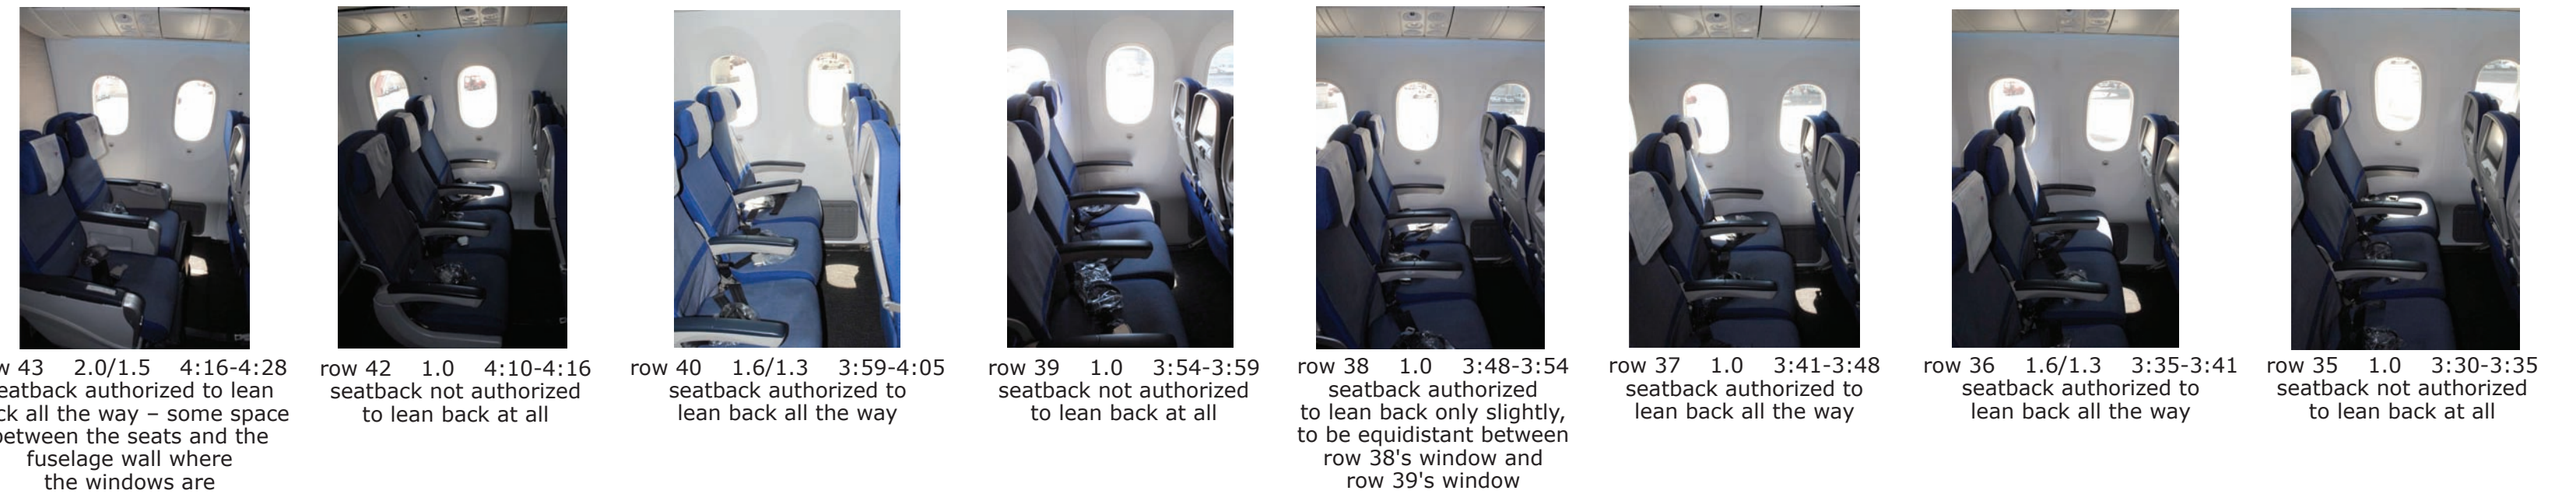 43 2.0/1.5 4:16-4:28
seatback authorized to lean
back all the way – some space
between the seats and the
fuselage wall where
the windows are
row 42 1.0 4:10-4:16
seatback not authorized
to lean back at all
row 40 1.6/1.3 3:59-4:05
seatback authorized to
lean back all the way
row 39 1.0 3:54-3:59
seatback not authorized
to lean back at all
row 38 1.0 3:48-3:54
seatback authorized
to lean back only slightly,
to be equidistant between
row 38's window and
row 39's window
row 37 1.0 3:41-3:48
seatback authorized to
lean back all the way
row 36 1.6/1.3 3:35-3:41
seatback authorized to
lean back all the way
row 35 1.0 3:30-3:35
seatback not authorized
to lean back at all